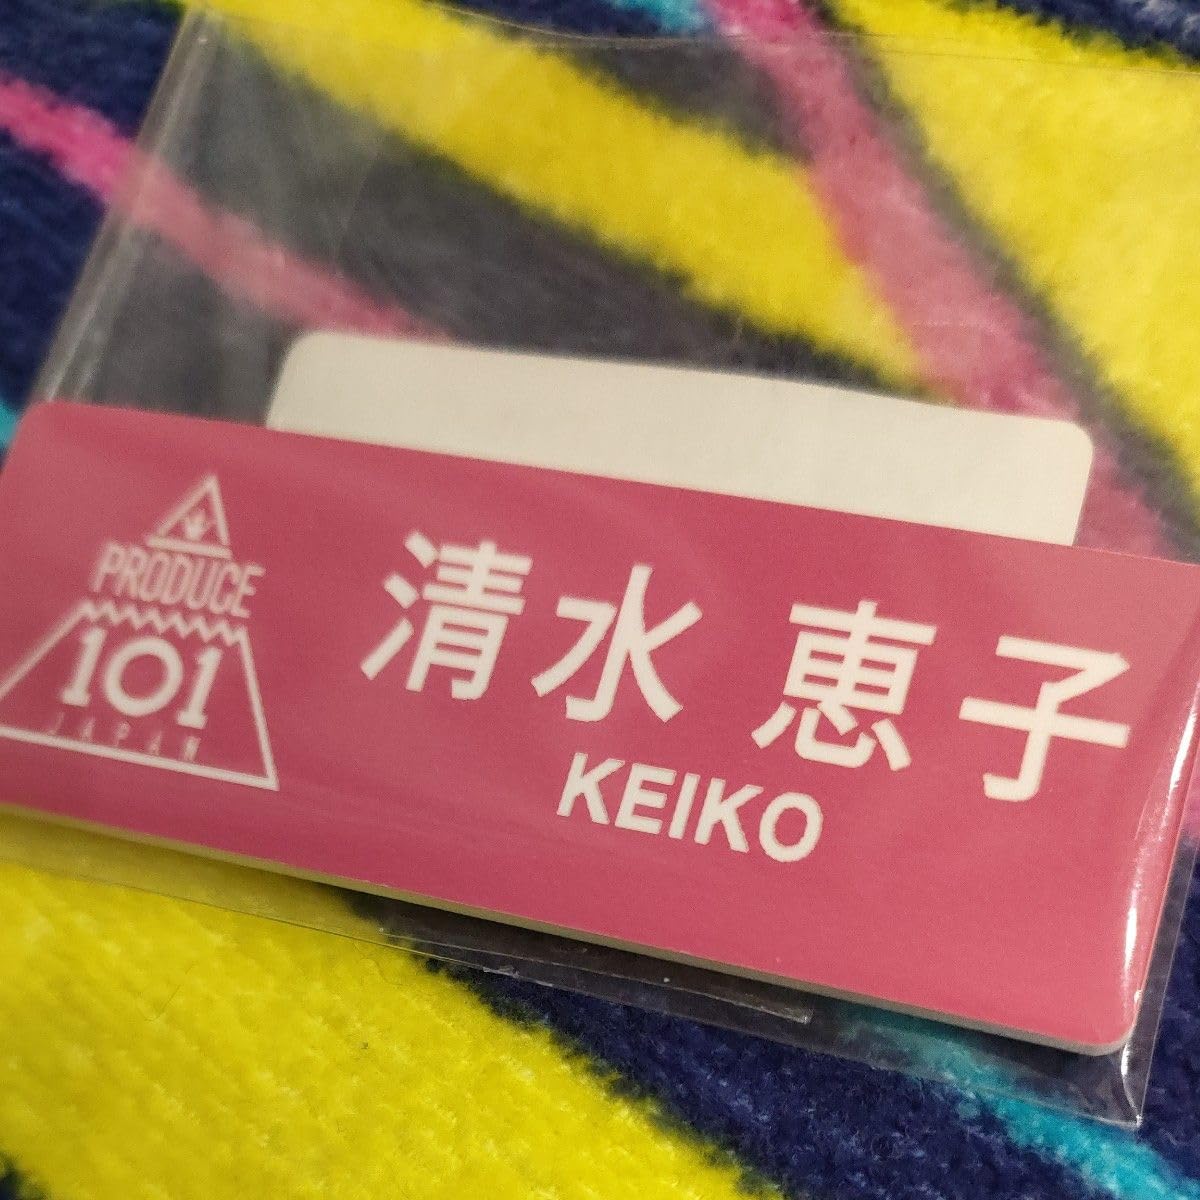 PRODUCE
101
JAPAN
清水 恵子
KEIKO